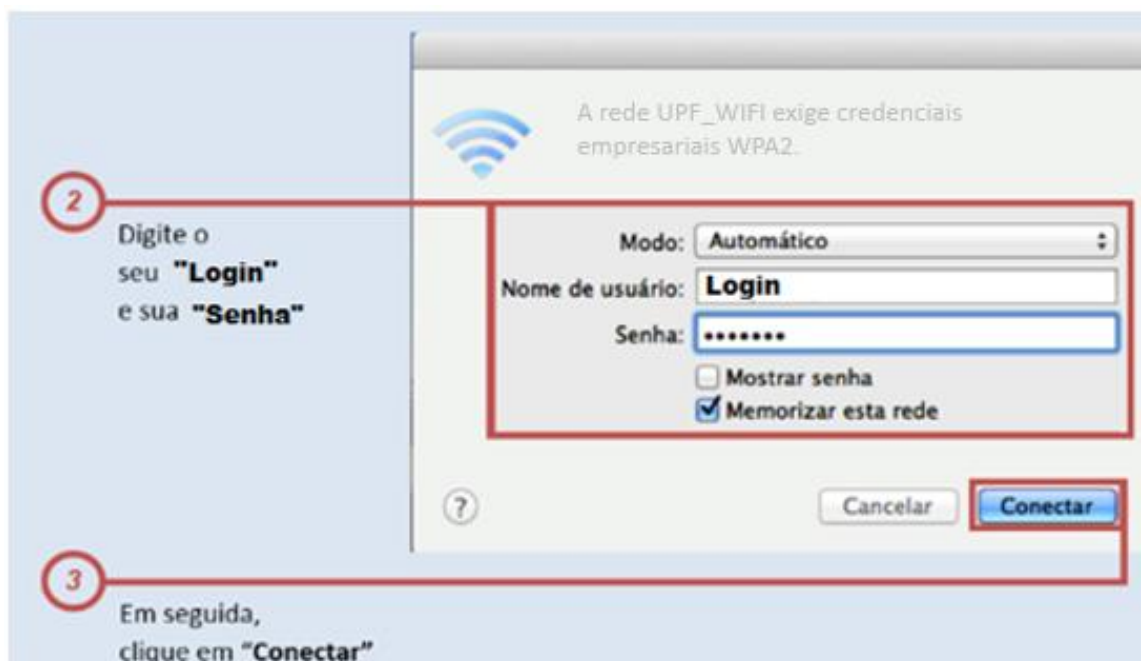 A rede UPF_WIFI exige credenciais
empresariais WPA2.
2
Digite o
seu "Login"
e sua "Senha"
Modo: Automático
Nome de usuário: Login
Senha: •••••••
Mostrar senha
Memorizar esta rede
?
Cancelar
Conectar
3
Em seguida,
clique em “Conectar”